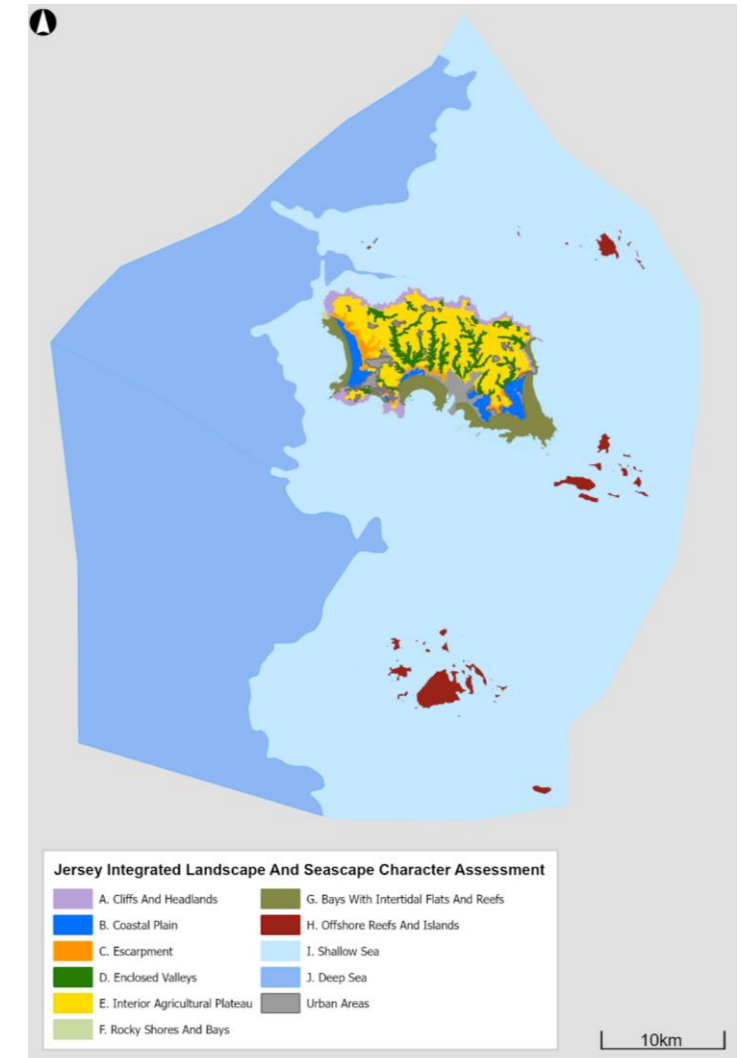 Jersey Integrated Landscape And Seascape Character Assessment
A. Cliffs And Headlands
B. Coastal Plain
C. Escarpment
D. Enclosed Valleys
E. Interior Agricultural Plateau
F. Rocky Shores And Bays
G. Bays With Intertidal Flats And Reefs
H. Offshore Reefs And Islands
I. Shallow Sea
J. Deep Sea
Urban Areas
10km